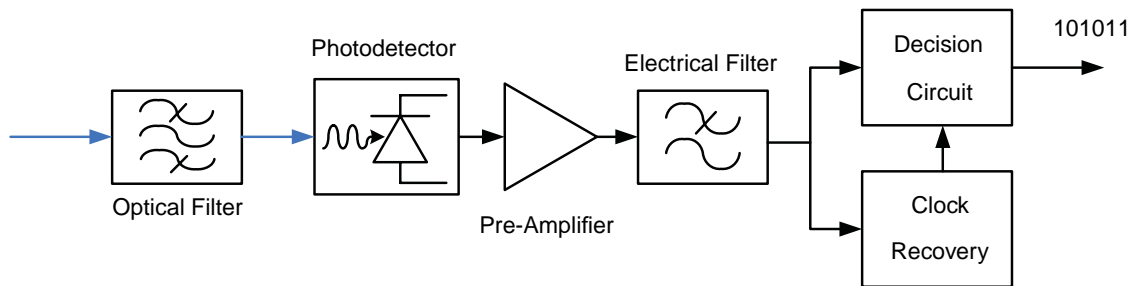 Optical Filter
Photodetector
Pre-Amplifier
Electrical Filter
Decision
Circuit
Clock
Recovery
101011